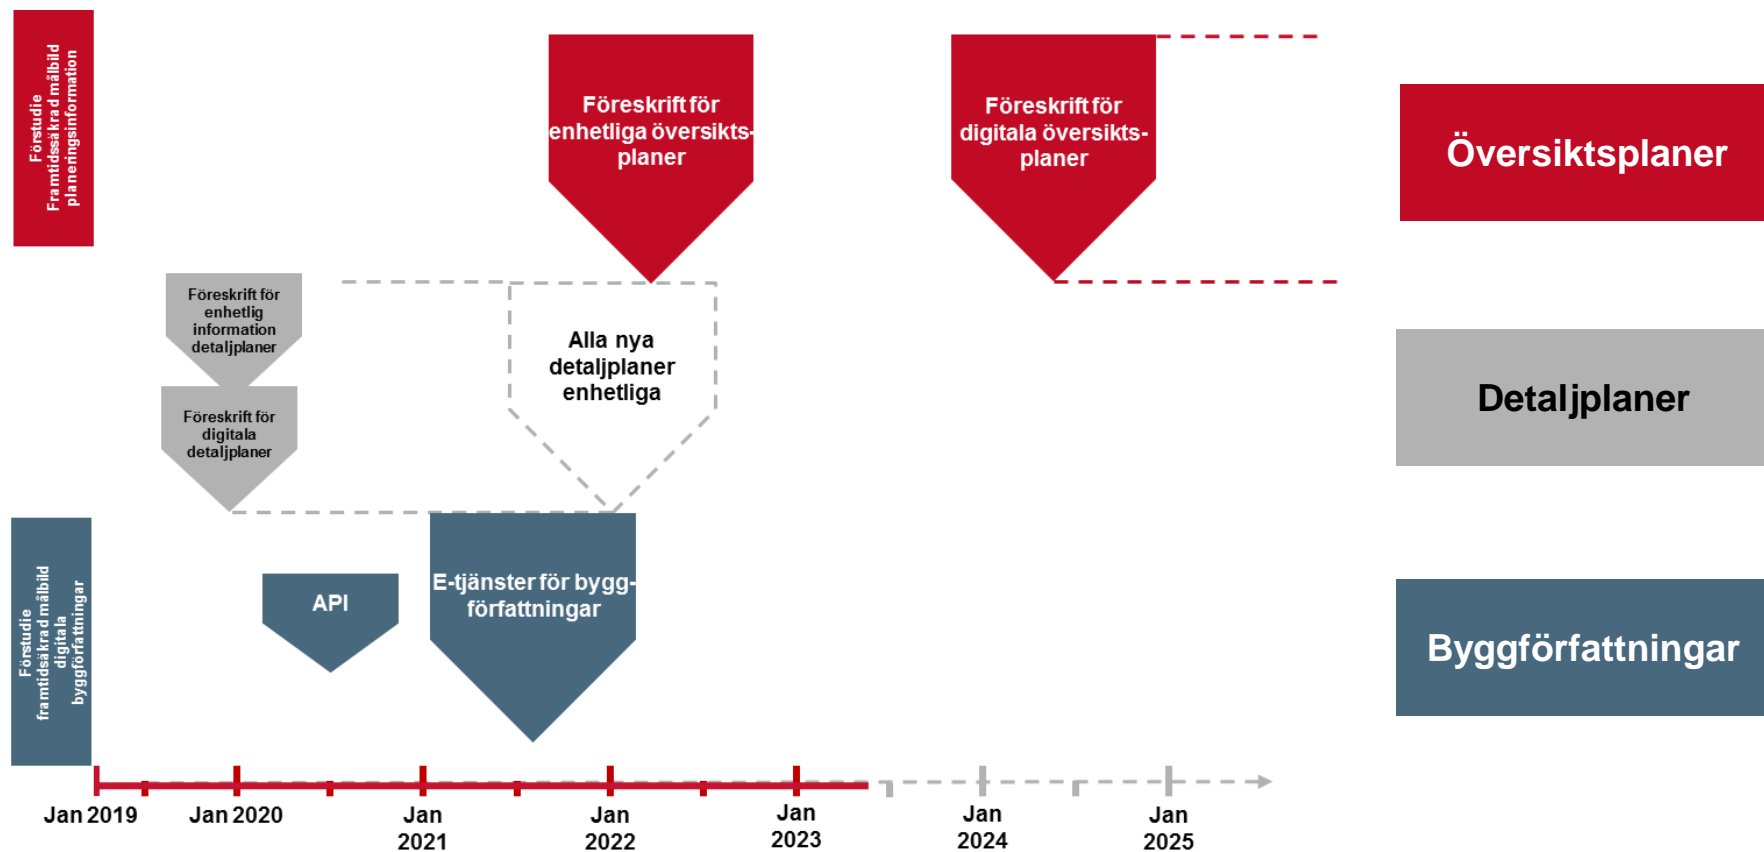 Förstudie
Framtidssäkrad målbild
planeringsinformation
Föreskrift för
enhetliga översikts-
planer
Föreskrift för
digitala översikts-
planer
Översiktsplaner
Föreskrift för
enhetlig
information
detaljplaner
Föreskrift för
digitala
detaljplaner
Alla nya
detaljplaner
enhetliga
Detaljplaner
Förstudie
framtidsäkrad målbild
digitala
byggförfattningar
API
E-tjänster för bygg-
författningar
Byggförfattningar
Jan 2019
Jan 2020
Jan
2021
Jan
2022
Jan
2023
Jan
2024
Jan
2025